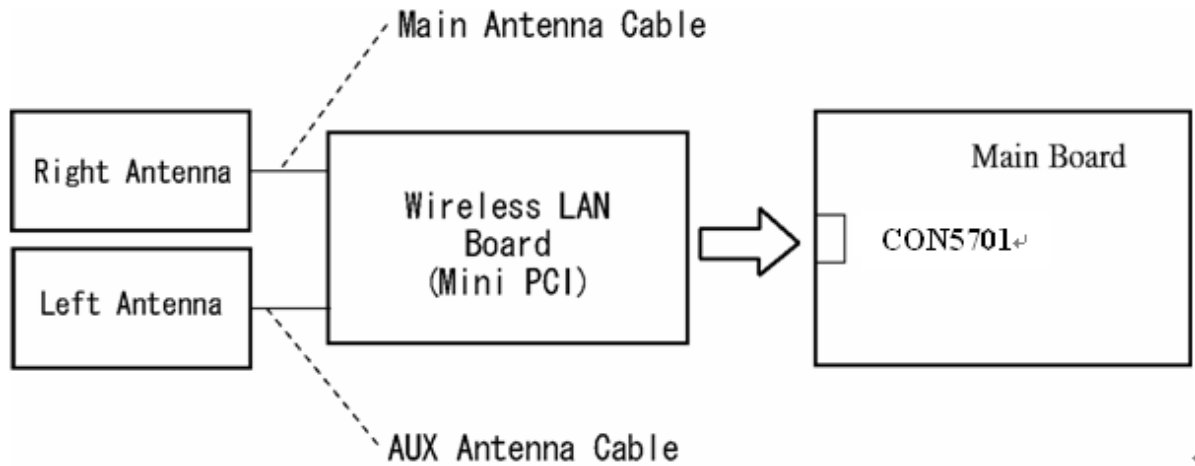 Main Antenna Cable
Right Antenna
Left Antenna
Wireless LAN
Board
(Mini PCI)
Main Board
CON5701↵
AUX Antenna Cable